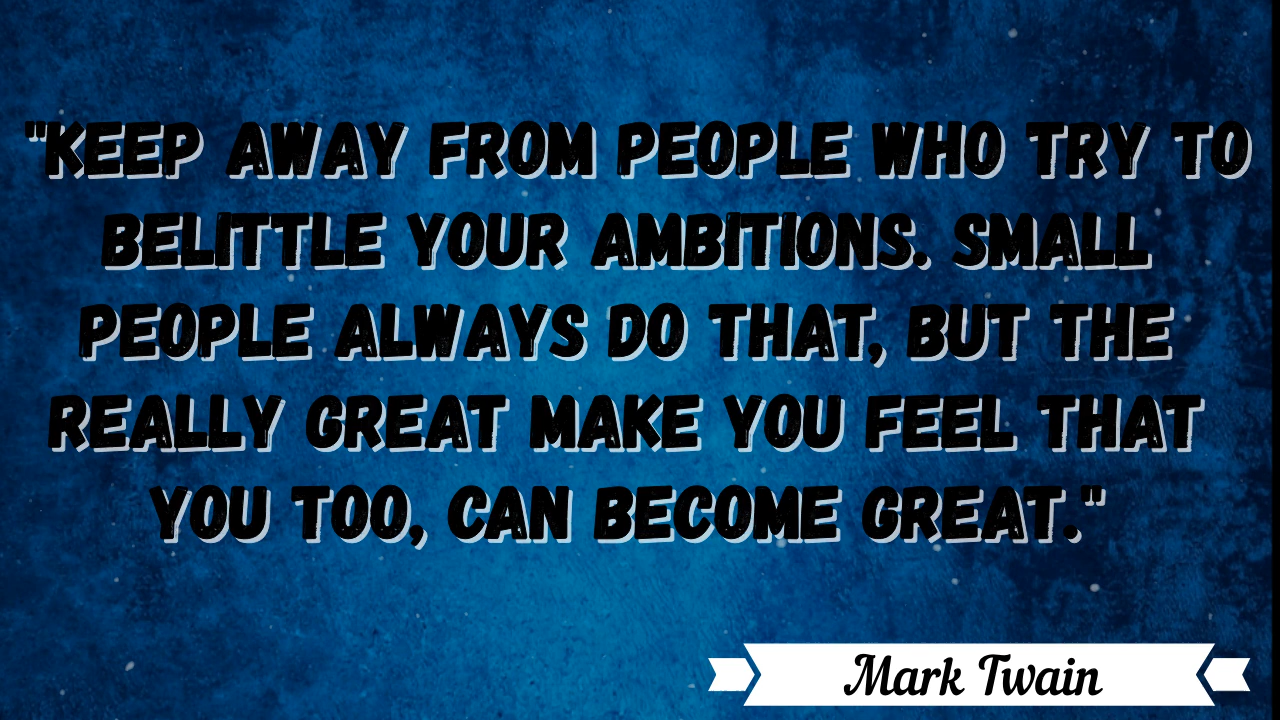 "KEEP AWAY FROM PEOPLE WHO TRY TO
BELITTLE YOUR AMBITIONS. SMALL
PEOPLE ALWAYS DO THAT, BUT THE
REALLY GREAT MAKE YOU FEEL THAT
YOU TOO, CAN BECOME GREAT."
Mark Twain